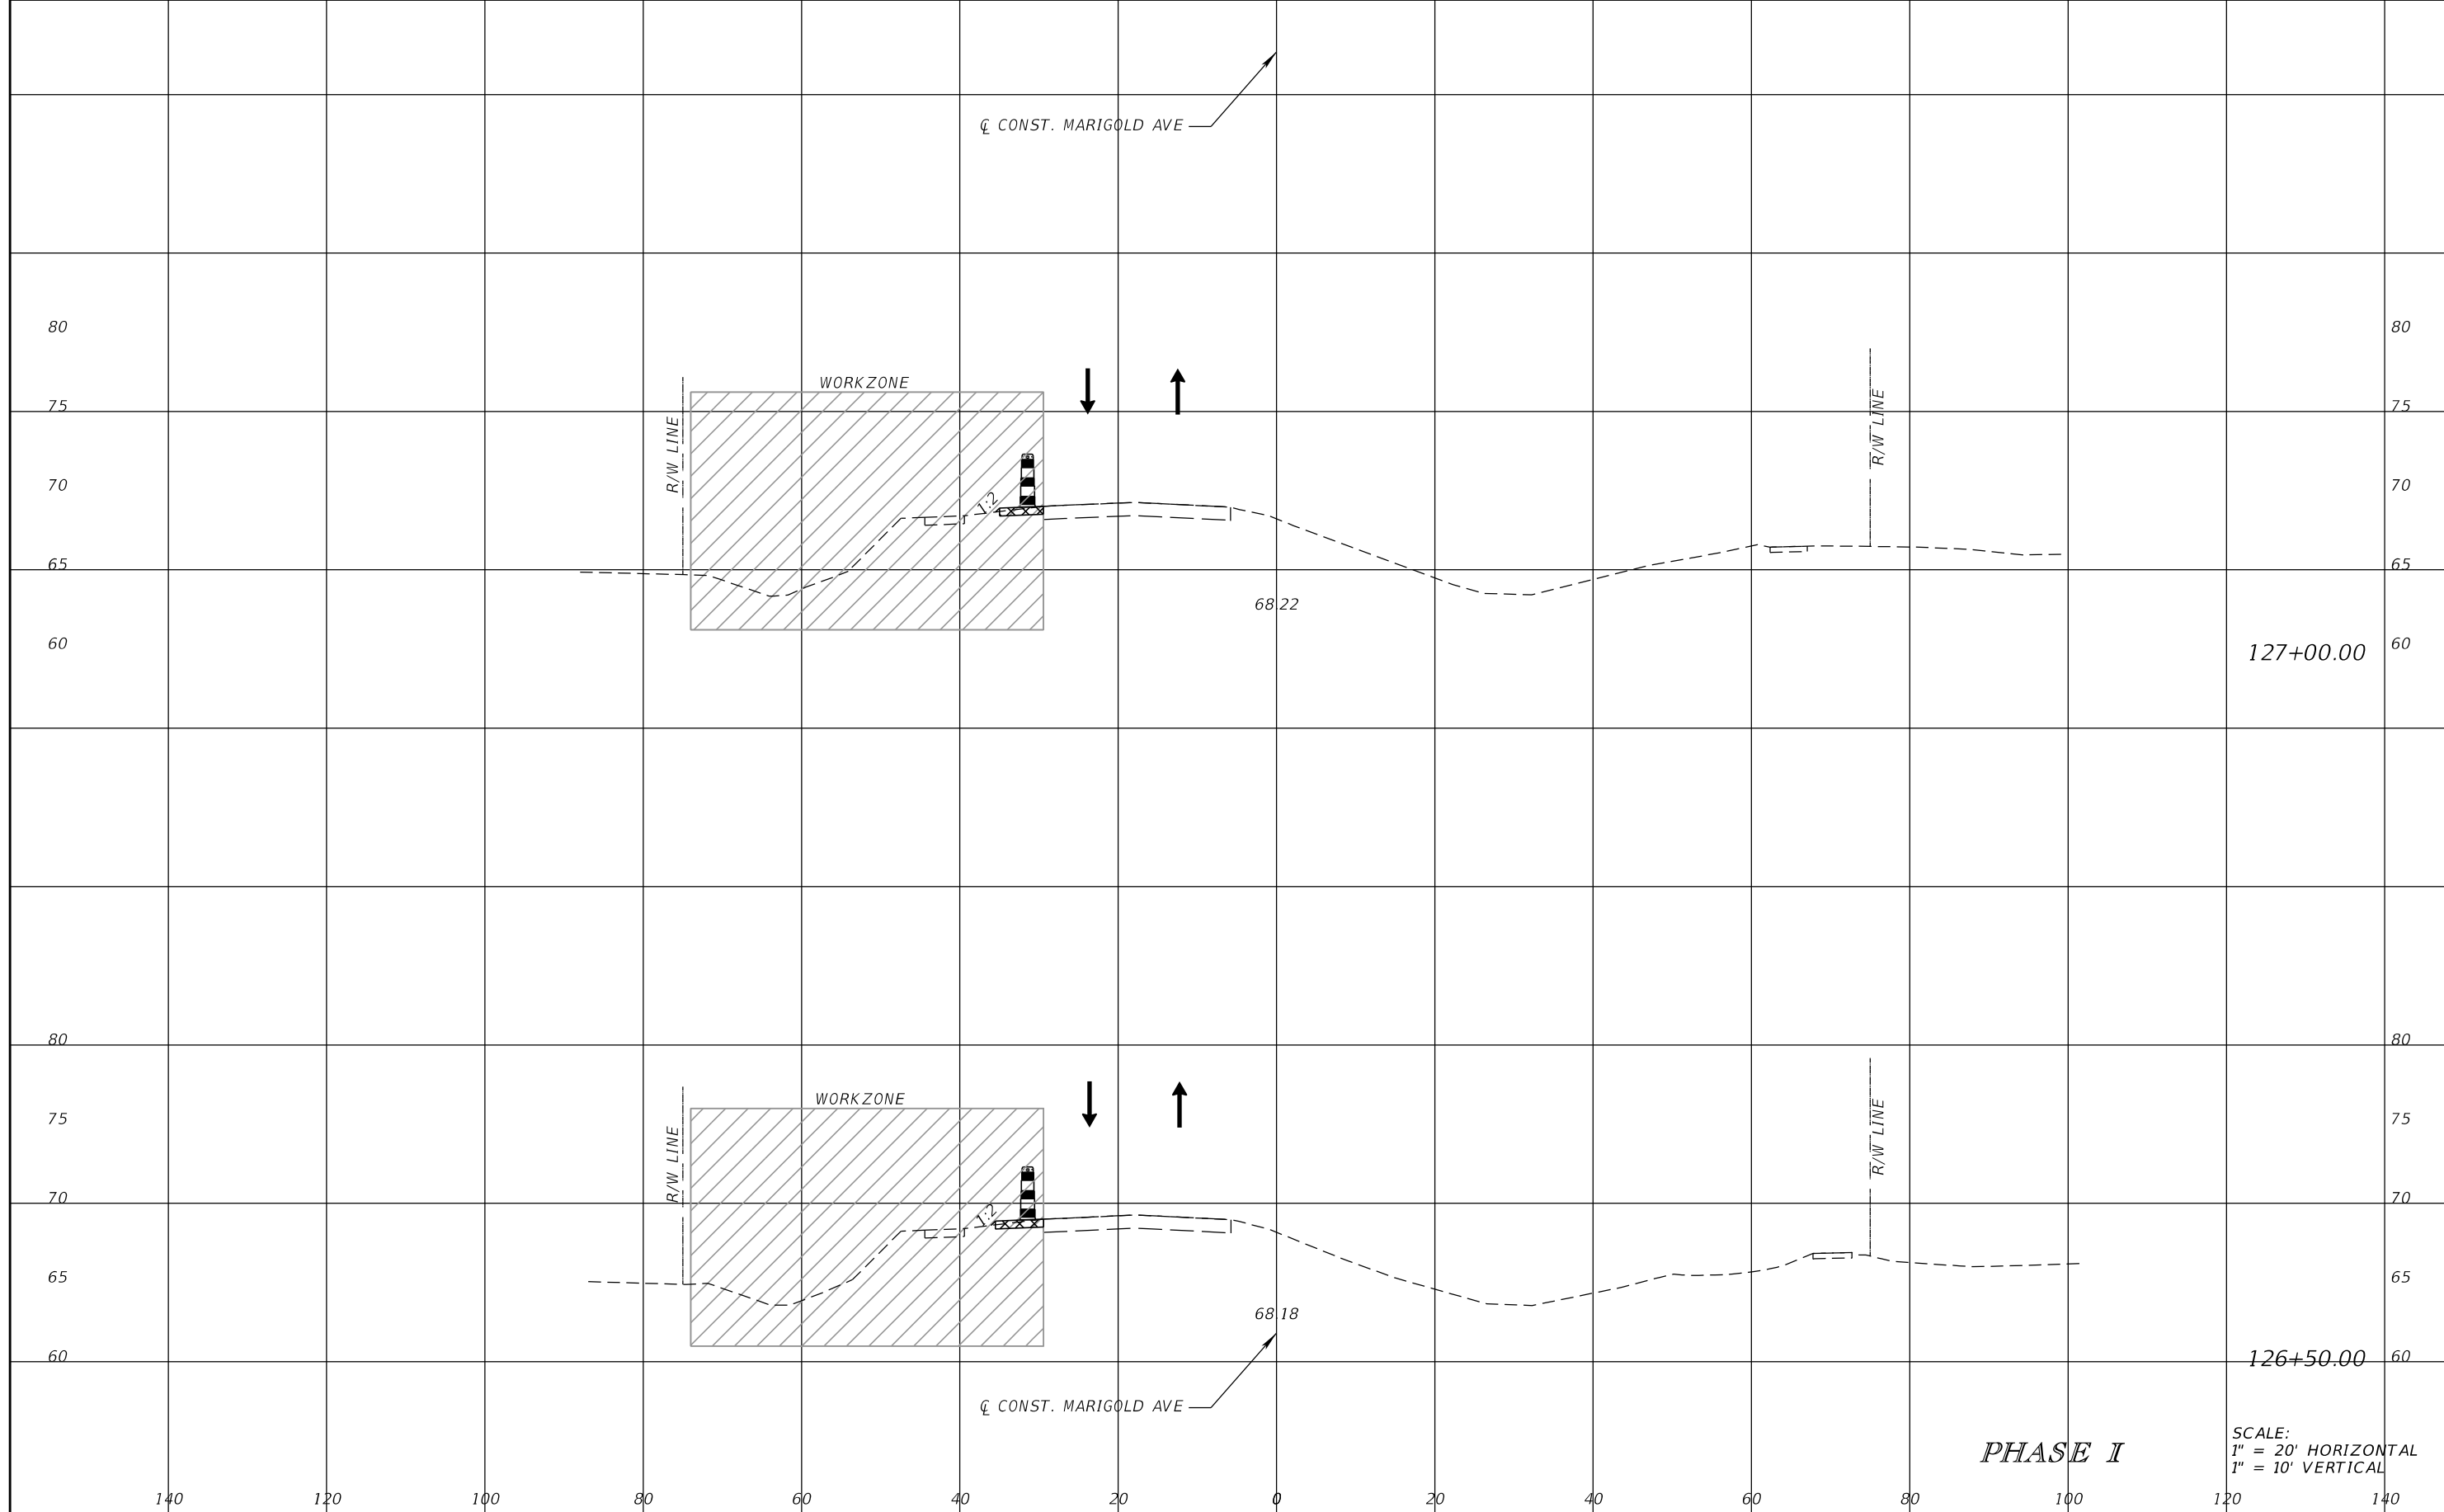 ℄ CONST. MARIGOLD AVE
80 80
WORKZONE
75 75
R/W LINE R/W LINE
70 70
1:2
65 65
68.22
60 60
127+00.00
80 80
WORKZONE
75 75
R/W LINE R/W LINE
70 70
1:2
65 65
68.18
60 126+50.00 60
℄ CONST. MARIGOLD AVE
PHASE I
SCALE:
1" = 20' HORIZONTAL
1" = 10' VERTICAL
140 120 100 80 60 40 20 0 20 40 60 80 100 120 140